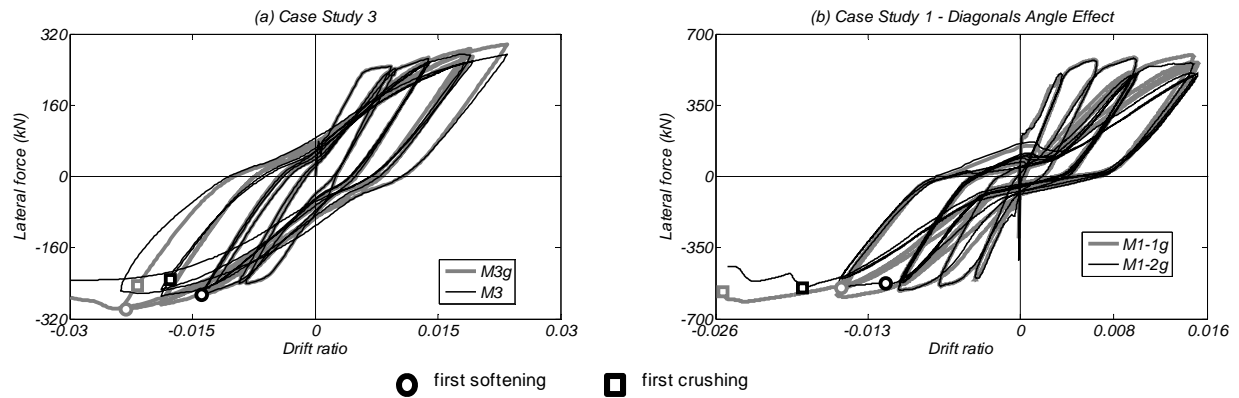 (a) Case Study 3
320
160
0
-160
-320
-0.03
-0.015
0
0.015
0.03
Lateral force (kN)
Drift ratio
M3g
M3
(b) Case Study 1 - Diagonals Angle Effect
700
350
0
-350
-700
-0.026
-0.013
0
0.008
0.016
Lateral force (kN)
Drift ratio
M1-1g
M1-2g
first softening
first crushing